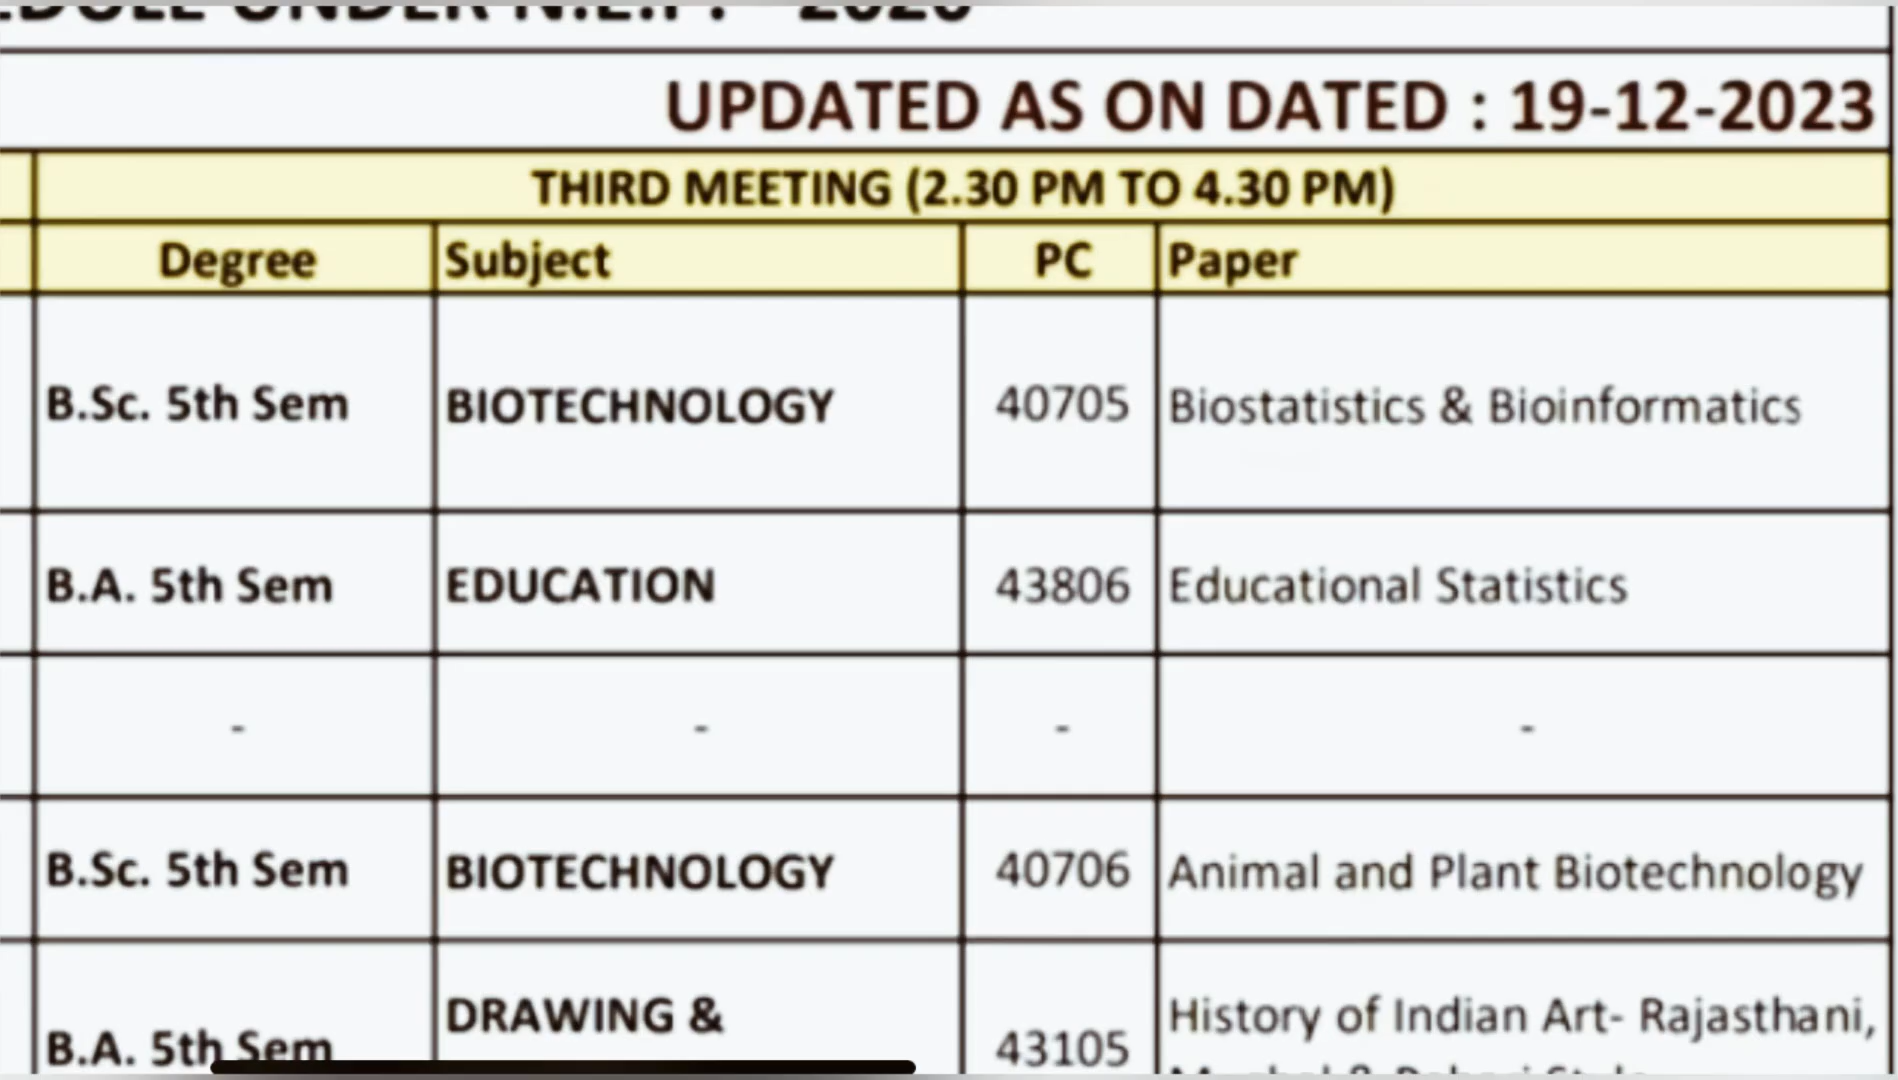 UNDER N.E.P. - 2020
UPDATED AS ON DATED : 19-12-2023
THIRD MEETING (2.30 PM TO 4.30 PM)
Degree Subject PC Paper
B.Sc. 5th Sem BIOTECHNOLOGY 40705 Biostatistics & Bioinformatics
B.A. 5th Sem EDUCATION 43806 Educational Statistics
- - - -
B.Sc. 5th Sem BIOTECHNOLOGY 40706 Animal and Plant Biotechnology
DRAWING & History of Indian Art- Rajasthani,
B.A. 5th Sem 43105